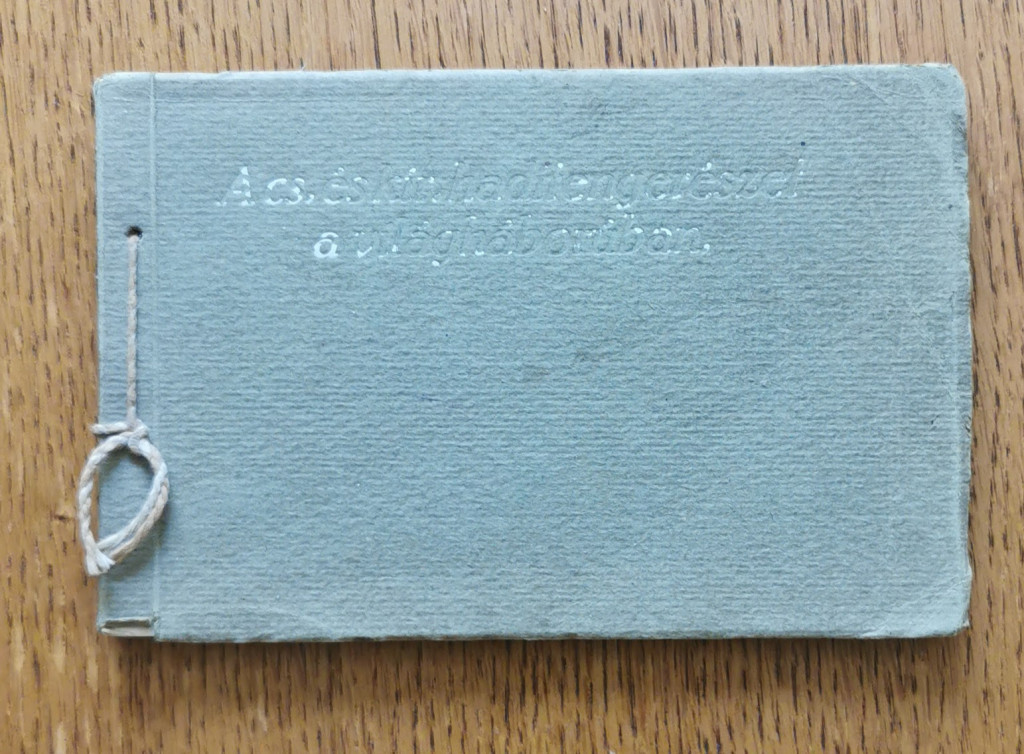 A cs. és kir. haditengerészet
a világháborúban.